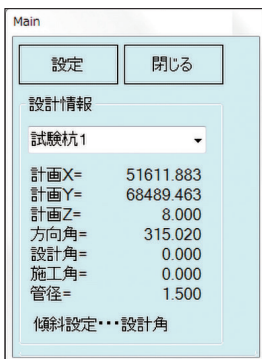 Main
設定 閉じる
設計情報
試験杭1
計画X= 51611.883
計画Y= 68489.463
計画Z= 8.000
方向角= 315.020
設計角= 0.000
施工角= 0.000
管径= 1.500
傾斜設定･･･設計角